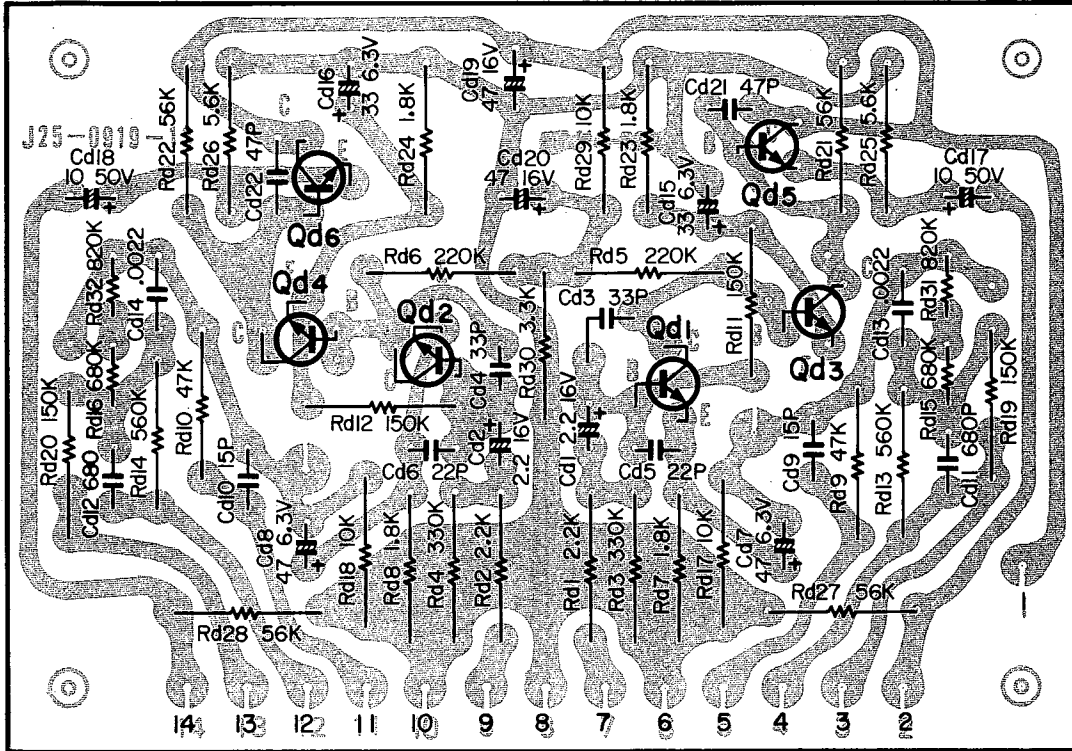 J25-0010-
Cd18
10 50V
Rd22 56K
Rd26 5.6K
Cd22 47P
Cd16
33 6.3V
Rd24 1.8K
Cd19
47 16V
Cd20
47 16V
Rd29 10K
Rd23 1.8K
Cd15
33 6.3V
Cd21 47P
Rd21 56K
Rd25 5.6K
Cd17
10 50V
C
E
Qd6
Qd5
Qd4
Qd2
Qd1
Qd3
Rd6 220K
Rd5 220K
Rd32 820K
Cd14 .0022
Cd3 33P
Rd11 150K
Cd13 .0022
Rd31 820K
Rd20 150K
Rd16 680K
Rd14 560K
Rd10 47K
Rd12 150K
Cd4 33P
Rd30 3.3K
Cd1 2.2 16V
Cd2
2.2 16V
Cd6 22P
Cd5 22P
C
B
E
Cd9 15P
Rd9 47K
Rd13 560K
Rd15 680K
Cd11 680P
Rd19 150K
Cd12 680
Cd10 15P
Cd8
47 6.3V
Rd18 10K
Rd8 1.8K
Rd4 330K
Rd2 2.2K
Rd1 2.2K
Rd3 330K
Rd7 1.8K
Rd17 10K
Cd7
47 6.3V
Rd28 56K
Rd27 56K
1
14 13 12 11 10 9 8 7 6 5 4 3 2